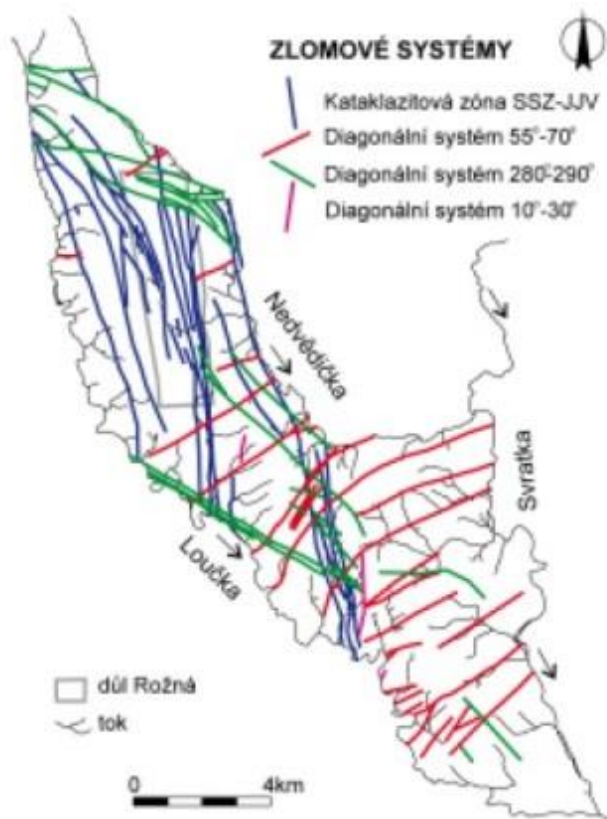 ZLOMOVÉ SYSTÉMY
Kataklazitová zóna SSZ-JJV
Diagonální systém 55°-70°
Diagonální systém 280°-290°
Diagonální systém 10°-30°
Nedvědička
Svratka
Loučka
důl Rožná
tok
0 4km